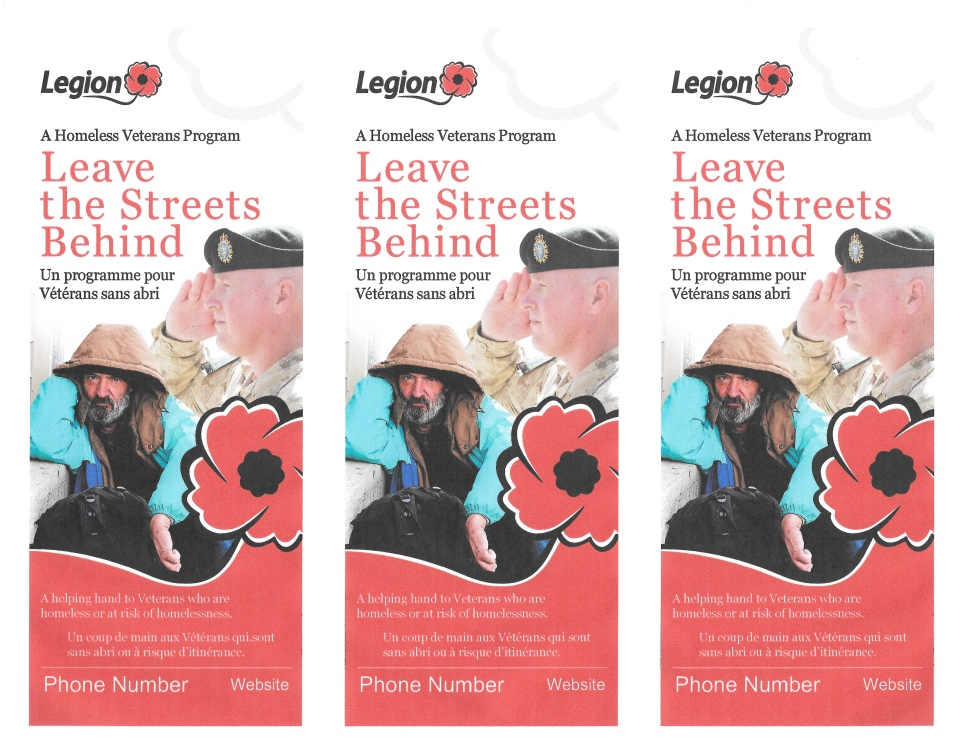 Legion
A Homeless Veterans Program
Leave
the Streets
Behind
Un programme pour
Vétérans sans abri
A helping hand to Veterans who are
homeless or at risk of homelessness.
Un coup de main aux Vétérans qui sont
sans abri ou à risque d'itinérance.
Phone Number Website
Legion
A Homeless Veterans Program
Leave
the Streets
Behind
Un programme pour
Vétérans sans abri
A helping hand to Veterans who are
homeless or at risk of homelessness.
Un coup de main aux Vétérans qui sont
sans abri ou à risque d'itinérance.
Phone Number Website
Legion
A Homeless Veterans Program
Leave
the Streets
Behind
Un programme pour
Vétérans sans abri
A helping hand to Veterans who are
homeless or at risk of homelessness.
Un coup de main aux Vétérans qui sont
sans abri ou à risque d'itinérance.
Phone Number Website